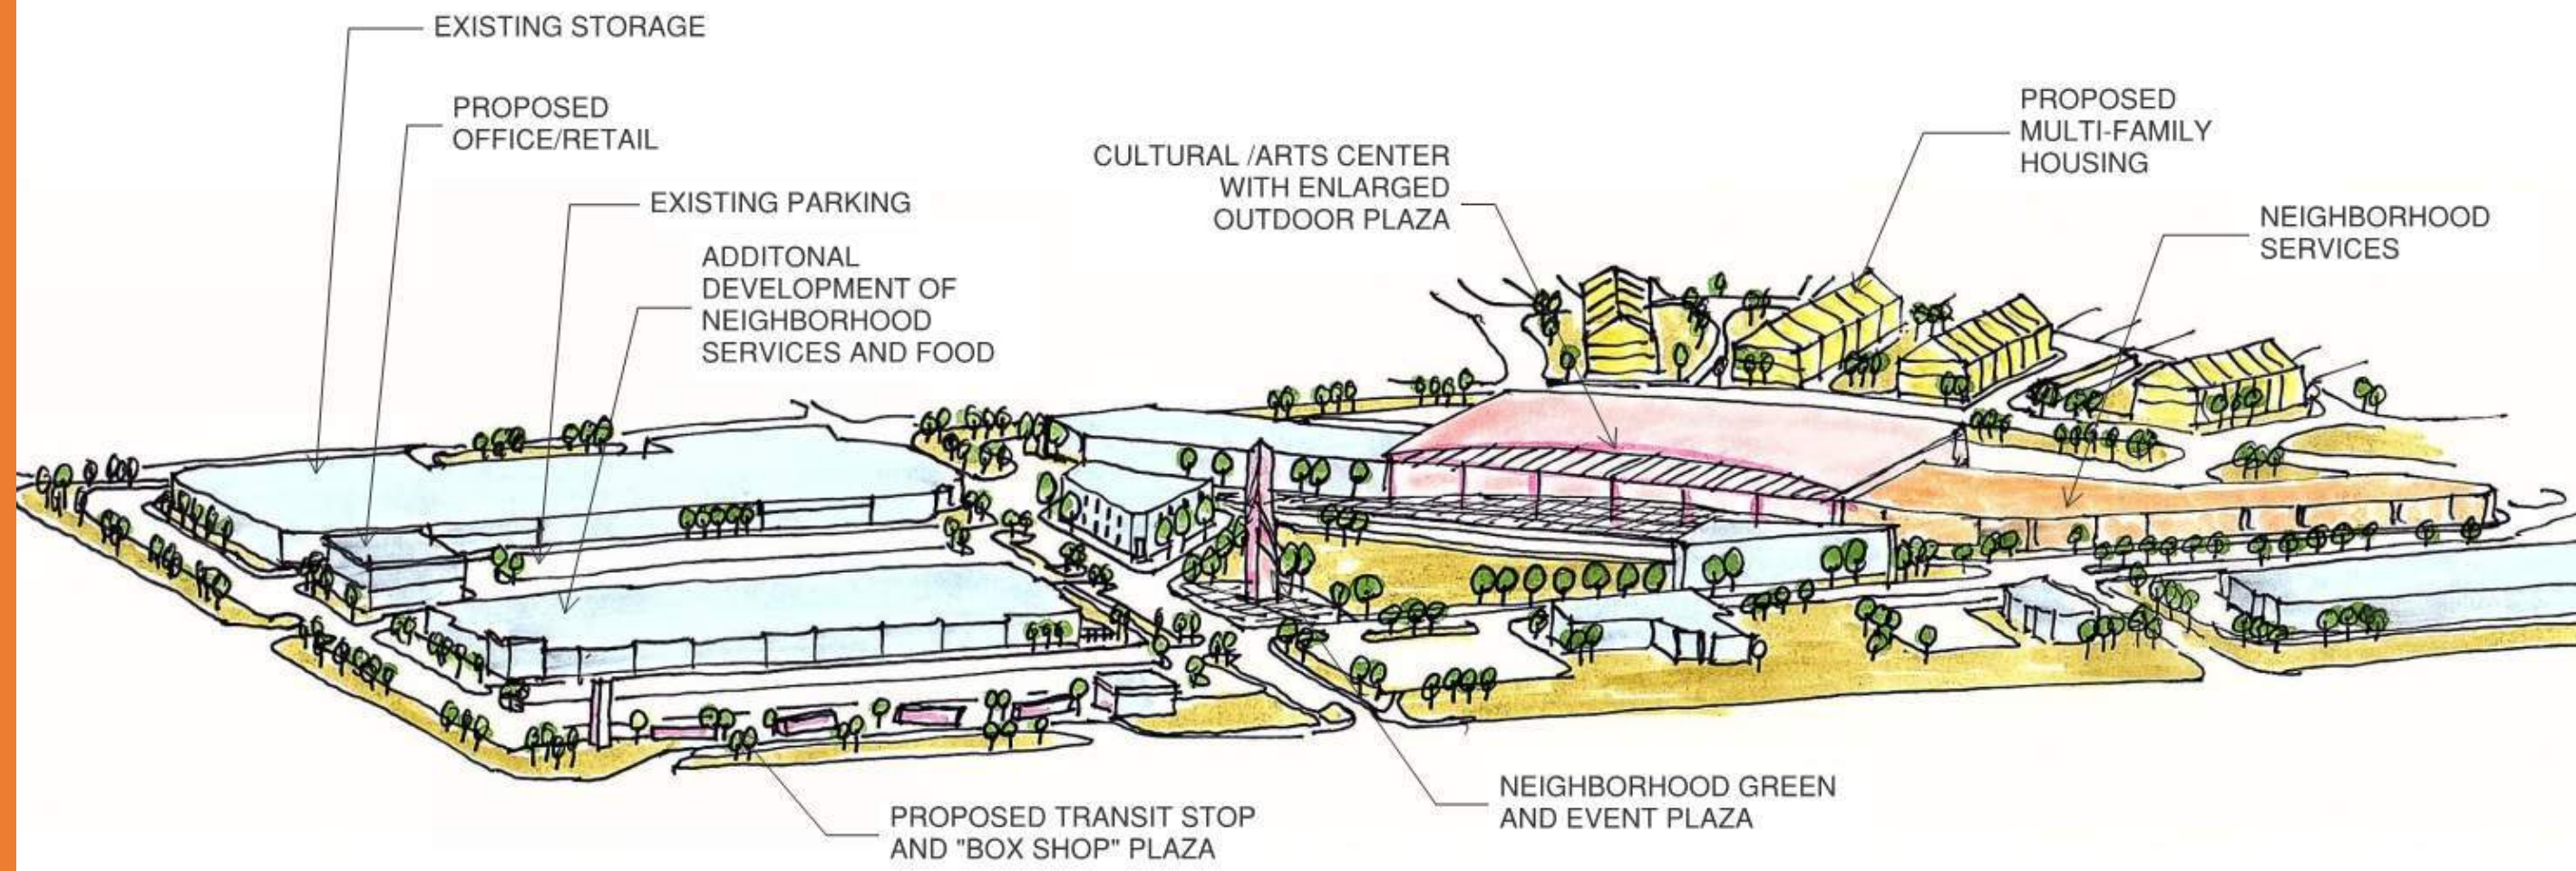 EXISTING STORAGE
PROPOSED
OFFICE/RETAIL
EXISTING PARKING
ADDITONAL
DEVELOPMENT OF
NEIGHBORHOOD
SERVICES AND FOOD
CULTURAL /ARTS CENTER
WITH ENLARGED
OUTDOOR PLAZA
PROPOSED
MULTI-FAMILY
HOUSING
NEIGHBORHOOD
SERVICES
PROPOSED TRANSIT STOP
AND "BOX SHOP" PLAZA
NEIGHBORHOOD GREEN
AND EVENT PLAZA